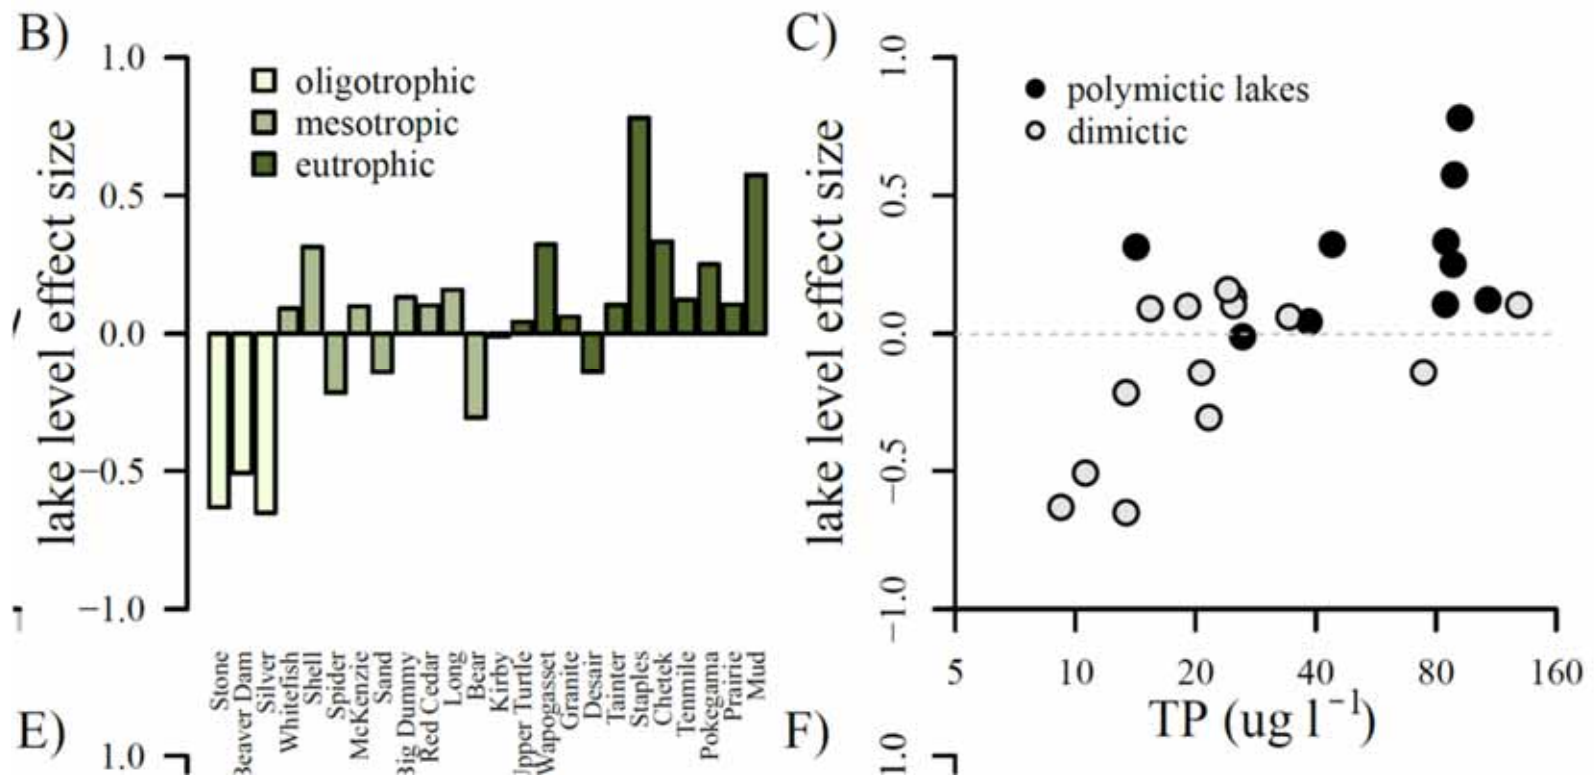 B)
lake level effect size
1.0
0.5
0.0
−0.5
−1.0
oligotrophic
mesotropic
eutrophic
Stone
Beaver Dam
Silver
Whitefish
Shell
Spider
McKenzie
Sand
Big Dummy
Red Cedar
Long
Bear
Kirby
Upper Turtle
Wapogasset
Granite
Desair
Tainter
Staples
Chetek
Tenmile
Pokegama
Prairie
Mud
C)
lake level effect size
1.0
0.5
0.0
−0.5
−1.0
polymictic lakes
dimictic
5 10 20 40 80 160
TP (ug l⁻¹)
E)
1.0
F)
1.0